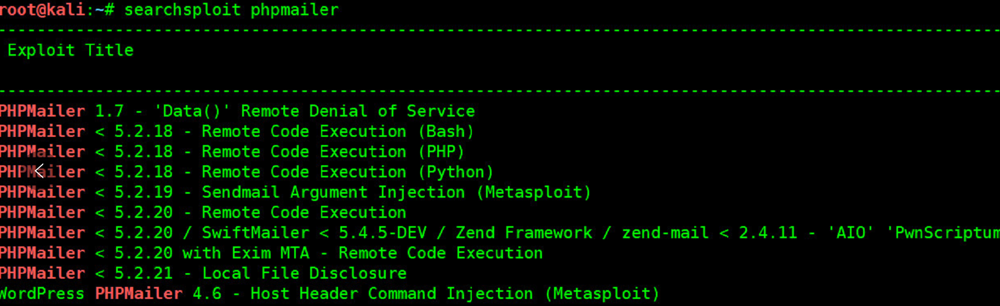 root@kali:~# searchsploit phpmailer
--------------------------------------------------------------------------------------------------------
Exploit Title
--------------------------------------------------------------------------------------------------------
PHPMailer 1.7 - 'Data()' Remote Denial of Service
PHPMailer < 5.2.18 - Remote Code Execution (Bash)
PHPMailer < 5.2.18 - Remote Code Execution (PHP)
PHPMailer < 5.2.18 - Remote Code Execution (Python)
PHPMailer < 5.2.19 - Sendmail Argument Injection (Metasploit)
PHPMailer < 5.2.20 - Remote Code Execution
PHPMailer < 5.2.20 / SwiftMailer < 5.4.5-DEV / Zend Framework / zend-mail < 2.4.11 - 'AIO' 'PwnScriptum
PHPMailer < 5.2.20 with Exim MTA - Remote Code Execution
PHPMailer < 5.2.21 - Local File Disclosure
WordPress PHPMailer 4.6 - Host Header Command Injection (Metasploit)